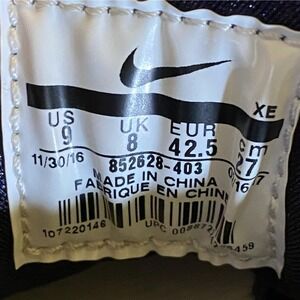 XE
US UK EUR cm
9 8 42.5 27
11/30/16 852628-403
MADE IN CHINA
FABRIQUE EN CHINE
107220146 UPC